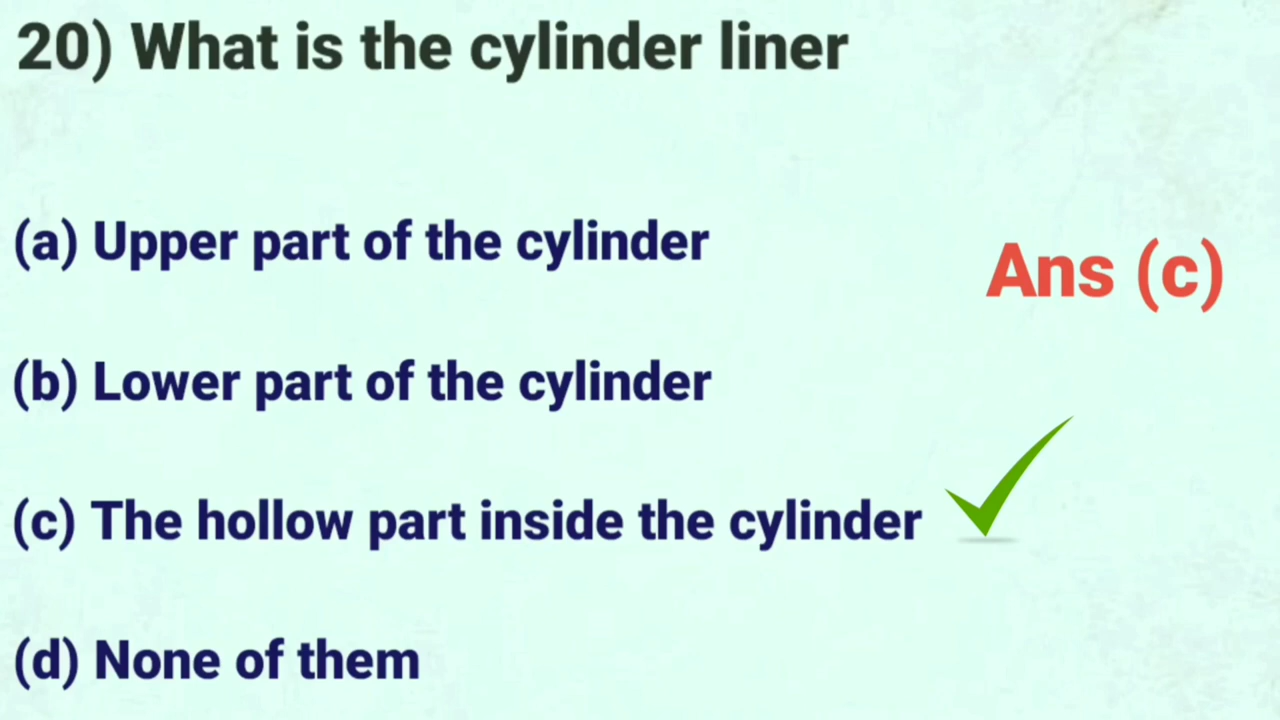 20) What is the cylinder liner
(a) Upper part of the cylinder
Ans (c)
(b) Lower part of the cylinder
(c) The hollow part inside the cylinder
(d) None of them